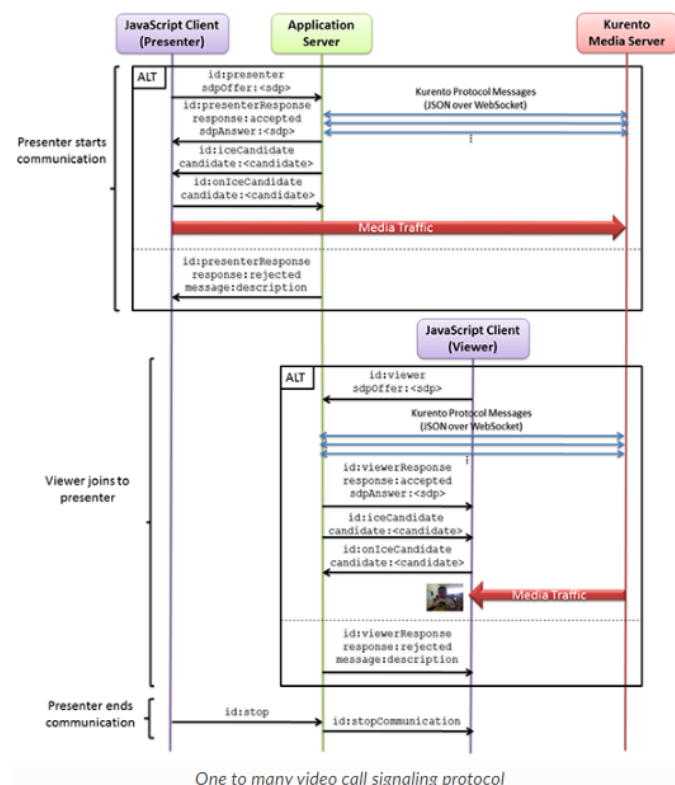 JavaScript Client
(Presenter)
Application
Server
Kurento
Media Server
ALT
id:presenter
sdpOffer:<sdp>
Kurento Protocol Messages
(JSON over WebSocket)
id:presenterResponse
response:accepted
sdpAnswer:<sdp>
Presenter starts
communication
id:iceCandidate
candidate:<candidate>
id:onIceCandidate
candidate:<candidate>
Media Traffic
id:presenterResponse
response:rejected
message:description
JavaScript Client
(Viewer)
ALT
id:viewer
sdpOffer:<sdp>
Kurento Protocol Messages
(JSON over WebSocket)
Viewer joins to
presenter
id:viewerResponse
response:accepted
sdpAnswer:<sdp>
id:iceCandidate
candidate:<candidate>
id:onIceCandidate
candidate:<candidate>
Media Traffic
id:viewerResponse
response:rejected
message:description
Presenter ends
communication
id:stop
id:stopCommunication
One to many video call signaling protocol